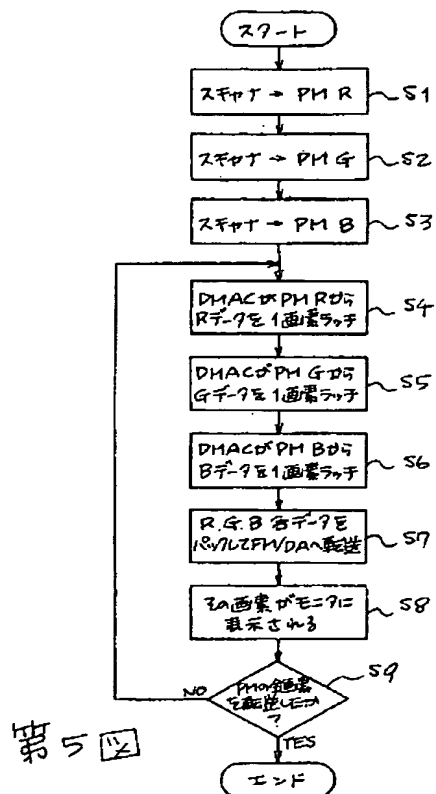 スタート
スキャナ → PM R
S1
スキャナ → PM G
S2
スキャナ → PM B
S3
DMACがPM Rから
Rデータを1画素ラッチ
S4
DMACがPM Gから
Gデータを1画素ラッチ
S5
DMACがPM Bから
Bデータを1画素ラッチ
S6
R.G.B各データを
パックしてFM/DAへ転送
S7
その画素がモニタに
表示される
S8
PMの全画素
を転送したか
?
S9
NO
YES
エンド
第5図